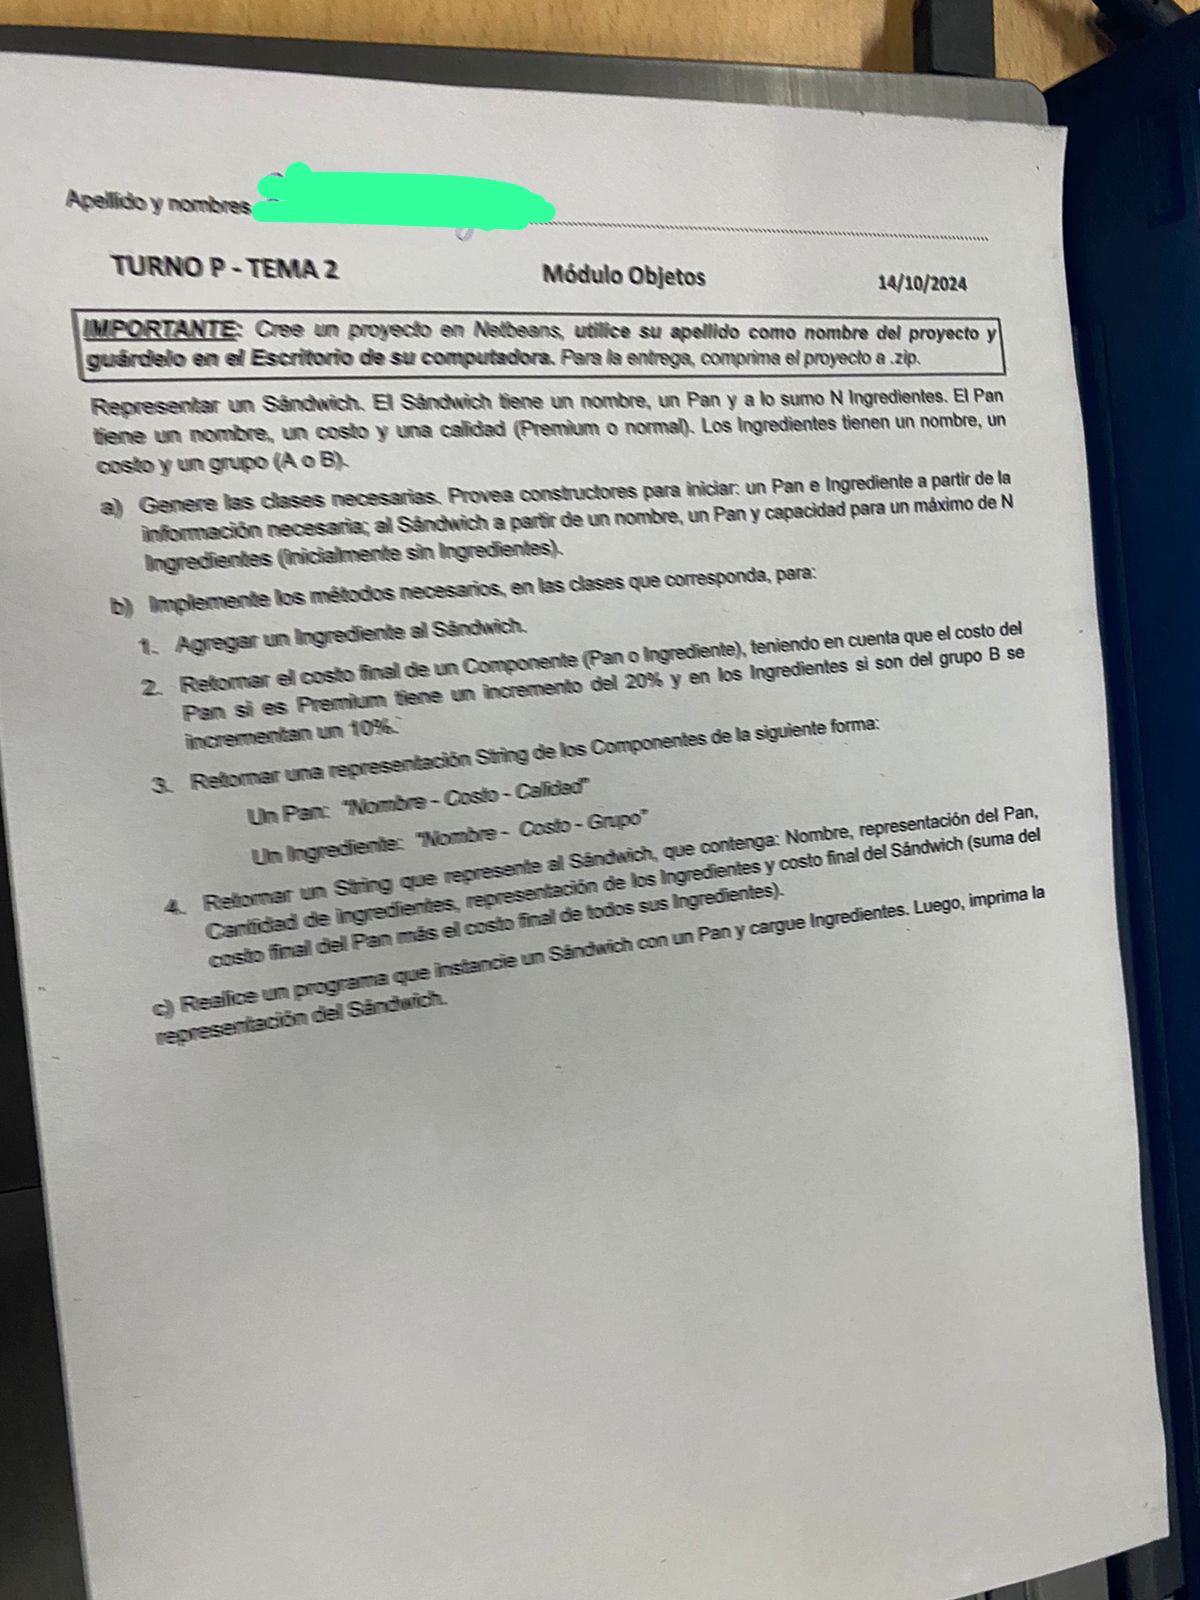 Apellido y nombres
TURNO P - TEMA 2 Módulo Objetos 14/10/2024
IMPORTANTE: Cree un proyecto en Netbeans, utilice su apellido como nombre del proyecto y
guárdelo en el Escritorio de su computadora. Para la entrega, comprima el proyecto a .zip.
Representar un Sándwich. El Sándwich tiene un nombre, un Pan y a lo sumo N Ingredientes. El Pan
tiene un nombre, un costo y una calidad (Premium o normal). Los Ingredientes tienen un nombre, un
costo y un grupo (A o B).
a) Genere las clases necesarias. Provea constructores para iniciar: un Pan e Ingrediente a partir de la
información necesaria; al Sándwich a partir de un nombre, un Pan y capacidad para un máximo de N
Ingredientes (inicialmente sin Ingredientes).
b) Implemente los métodos necesarios, en las clases que corresponda, para:
1. Agregar un Ingrediente al Sándwich.
2. Retornar el costo final de un Componente (Pan o Ingrediente), teniendo en cuenta que el costo del
Pan si es Premium tiene un incremento del 20% y en los Ingredientes si son del grupo B se
incrementan un 10%.
3. Retornar una representación String de los Componentes de la siguiente forma:
Un Pan: "Nombre - Costo - Calidad"
Un Ingrediente: "Nombre - Costo - Grupo"
4. Retornar un String que represente al Sándwich, que contenga: Nombre, representación del Pan,
Cantidad de ingredientes, representación de los Ingredientes y costo final del Sándwich (suma del
costo final del Pan más el costo final de todos sus Ingredientes).
c) Realice un programa que instancie un Sándwich con un Pan y cargue Ingredientes. Luego, imprima la
representación del Sándwich.